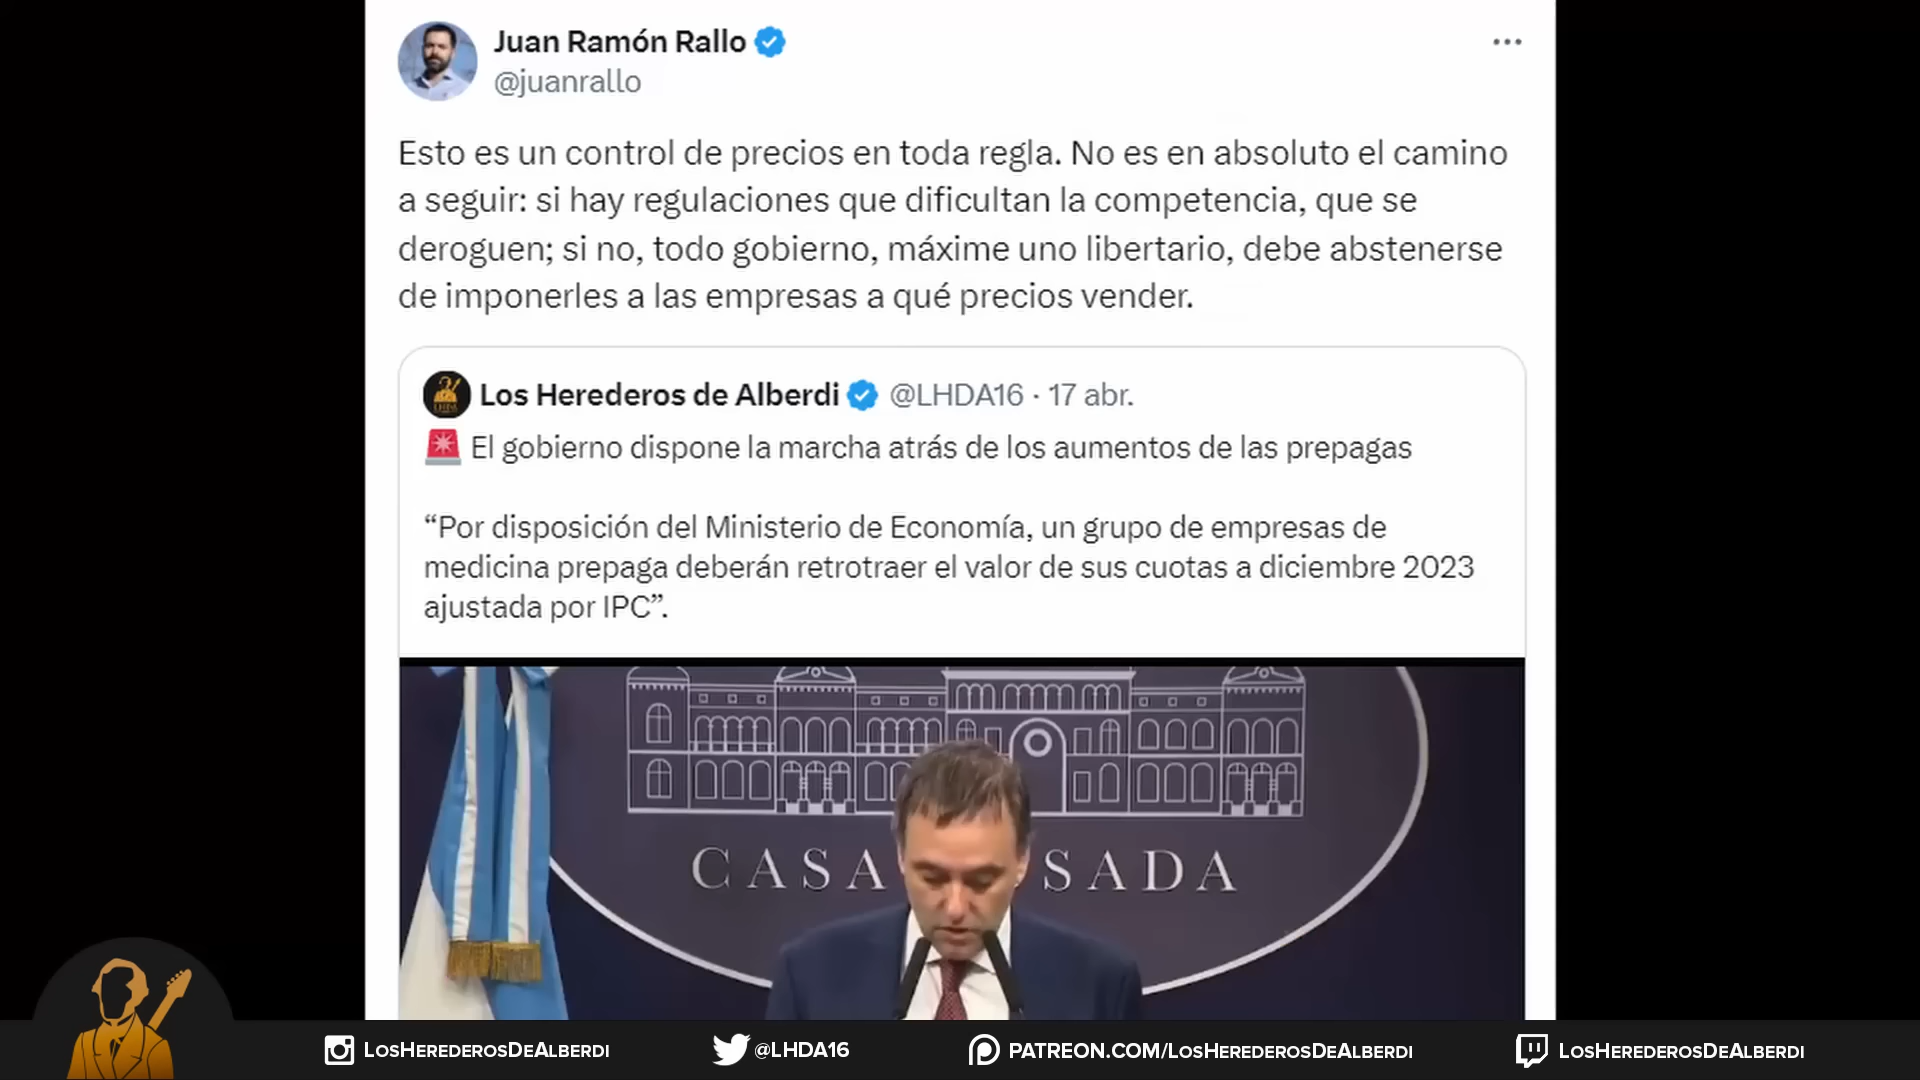 Juan Ramón Rallo
@juanrallo
Esto es un control de precios en toda regla. No es en absoluto el camino
a seguir: si hay regulaciones que dificultan la competencia, que se
deroguen; si no, todo gobierno, máxime uno libertario, debe abstenerse
de imponerles a las empresas a qué precios vender.
Los Herederos de Alberdi @LHDA16 · 17 abr.
El gobierno dispone la marcha atrás de los aumentos de las prepagas
“Por disposición del Ministerio de Economía, un grupo de empresas de
medicina prepaga deberán retrotraer el valor de sus cuotas a diciembre 2023
ajustada por IPC”.
CASA SADA
LOSHEREDEROSDEALBERDI
@LHDA16
PATREON.COM/LOSHEREDEROSDEALBERDI
LOSHEREDEROSDEALBERDI